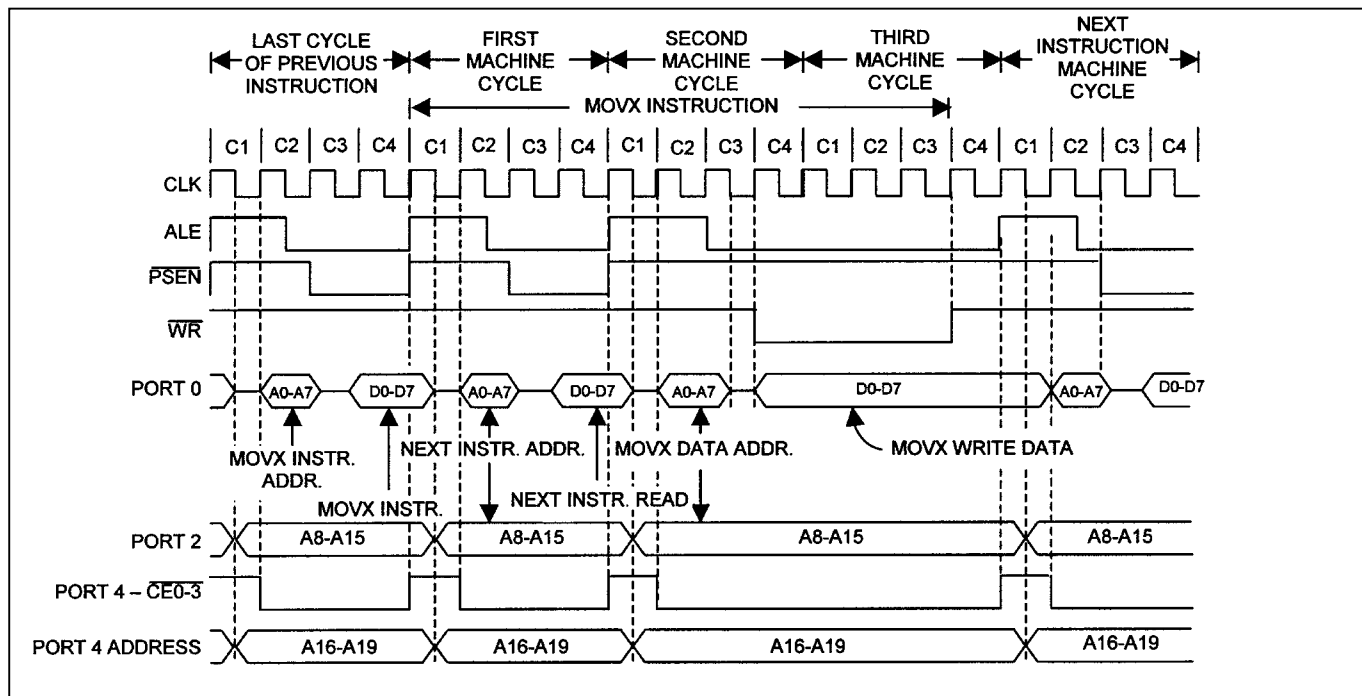 LAST CYCLE
OF PREVIOUS
INSTRUCTION
FIRST
MACHINE
CYCLE
SECOND
MACHINE
CYCLE
THIRD
MACHINE
CYCLE
NEXT
INSTRUCTION
MACHINE
CYCLE
MOVX INSTRUCTION
C1 C2 C3 C4 C1 C2 C3 C4 C1 C2 C3 C4 C1 C2 C3 C4 C1 C2 C3 C4
CLK
ALE
PSEN
WR
PORT 0 A0-A7 D0-D7 A0-A7 D0-D7 A0-A7 D0-D7 A0-A7 D0-D7
MOVX INSTR.
ADDR.
MOVX INSTR.
NEXT INSTR. ADDR.
NEXT INSTR. READ
MOVX DATA ADDR.
MOVX WRITE DATA
PORT 2 A8-A15 A8-A15 A8-A15 A8-A15
PORT 4 – CE0-3
PORT 4 ADDRESS A16-A19 A16-A19 A16-A19 A16-A19